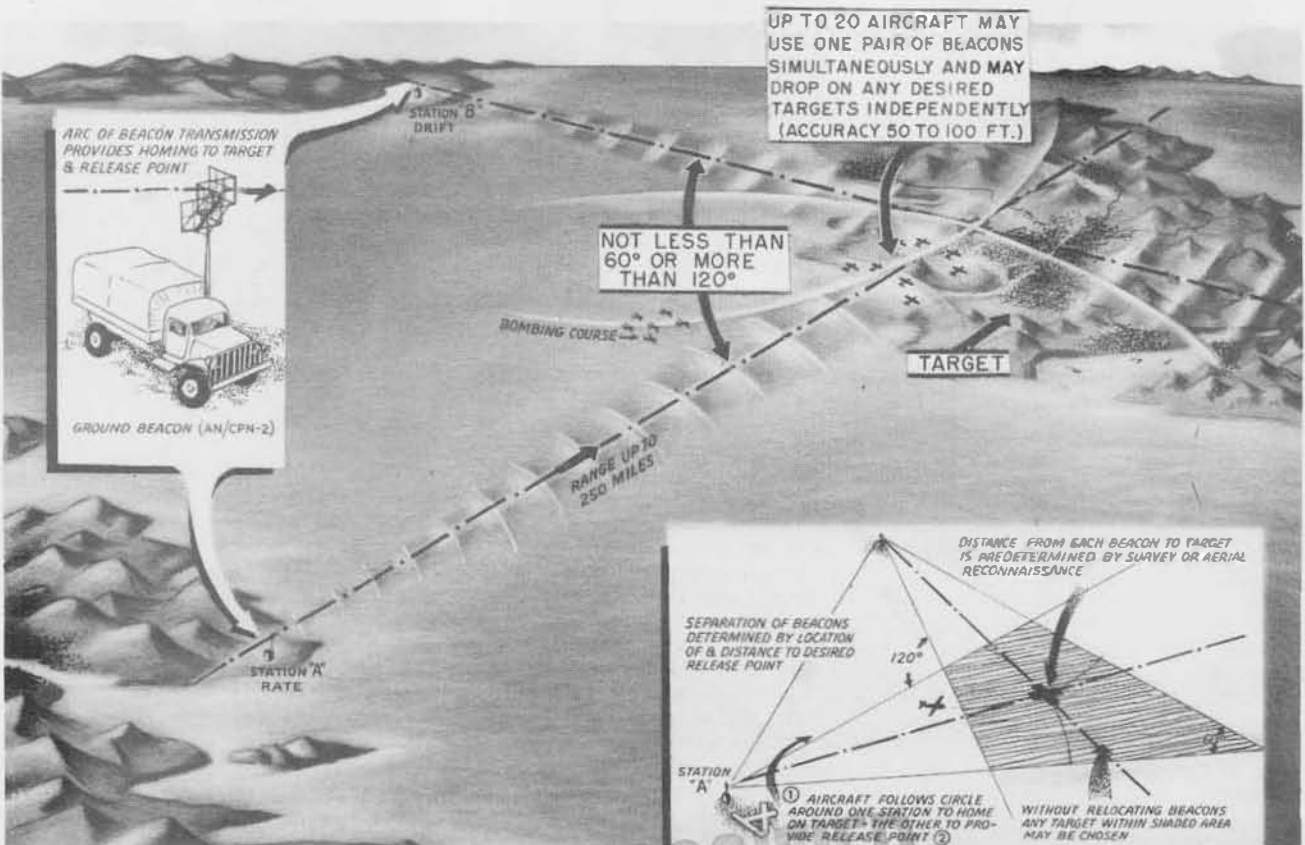 UP TO 20 AIRCRAFT MAY
USE ONE PAIR OF BEACONS
SIMULTANEOUSLY AND MAY
DROP ON ANY DESIRED
TARGETS INDEPENDENTLY
(ACCURACY 50 TO 100 FT.)
STATION "B"
DRIFT
ARC OF BEACON TRANSMISSION
PROVIDES HOMING TO TARGET
& RELEASE POINT
GROUND BEACON (AN/CPN-2)
NOT LESS THAN
60° OR MORE
THAN 120°
BOMBING COURSE
TARGET
RANGE UP TO
250 MILES
STATION "A"
RATE
DISTANCE FROM EACH BEACON TO TARGET
IS PREDETERMINED BY SURVEY OR AERIAL
RECONNAISSANCE
SEPARATION OF BEACONS
DETERMINED BY LOCATION
OF & DISTANCE TO DESIRED
RELEASE POINT
120°
STATION
"A"
① AIRCRAFT FOLLOWS CIRCLE
AROUND ONE STATION TO HOME
ON TARGET - THE OTHER TO PRO-
VIDE RELEASE POINT ②
WITHOUT RELOCATING BEACONS
ANY TARGET WITHIN SHADED AREA
MAY BE CHOSEN